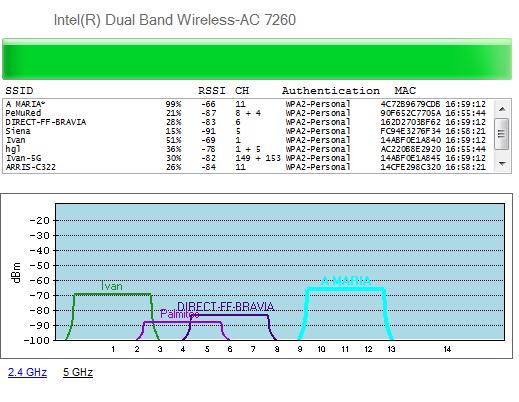 Intel(R) Dual Band Wireless-AC 7260
SSID RSSI CH Authentication MAC
A MARIA* 99% -66 11 WPA2-Personal 4C72B9679CDB 16:59:12
PeMuRed 21% -87 8 + 4 WPA2-Personal 90F652C7705A 16:55:44
DIRECT-FF-BRAVIA 28% -83 6 WPA2-Personal 162D2703BF62 16:59:12
Siena 15% -91 5 WPA2-Personal FC94E3276F34 16:58:21
Ivan 51% -69 1 WPA2-Personal 14ABF0E1A840 16:59:12
hgl 36% -78 1 + 5 WPA2-Personal AC220B8E2920 16:55:44
Ivan-5G 30% -82 149 + 153 WPA2-Personal 14ABF0E1A845 16:59:12
ARRIS-C322 26% -84 11 WPA2-Personal 14CFE298C320 16:58:21
dBm
-20
-30
-40
-50
-60
-70
-80
-90
-100
A MARIA
Ivan
DIRECT-FF-BRAVIA
1 2 3 4 5 6 7 8 9 10 11 12 13 14
2.4 GHz 5 GHz